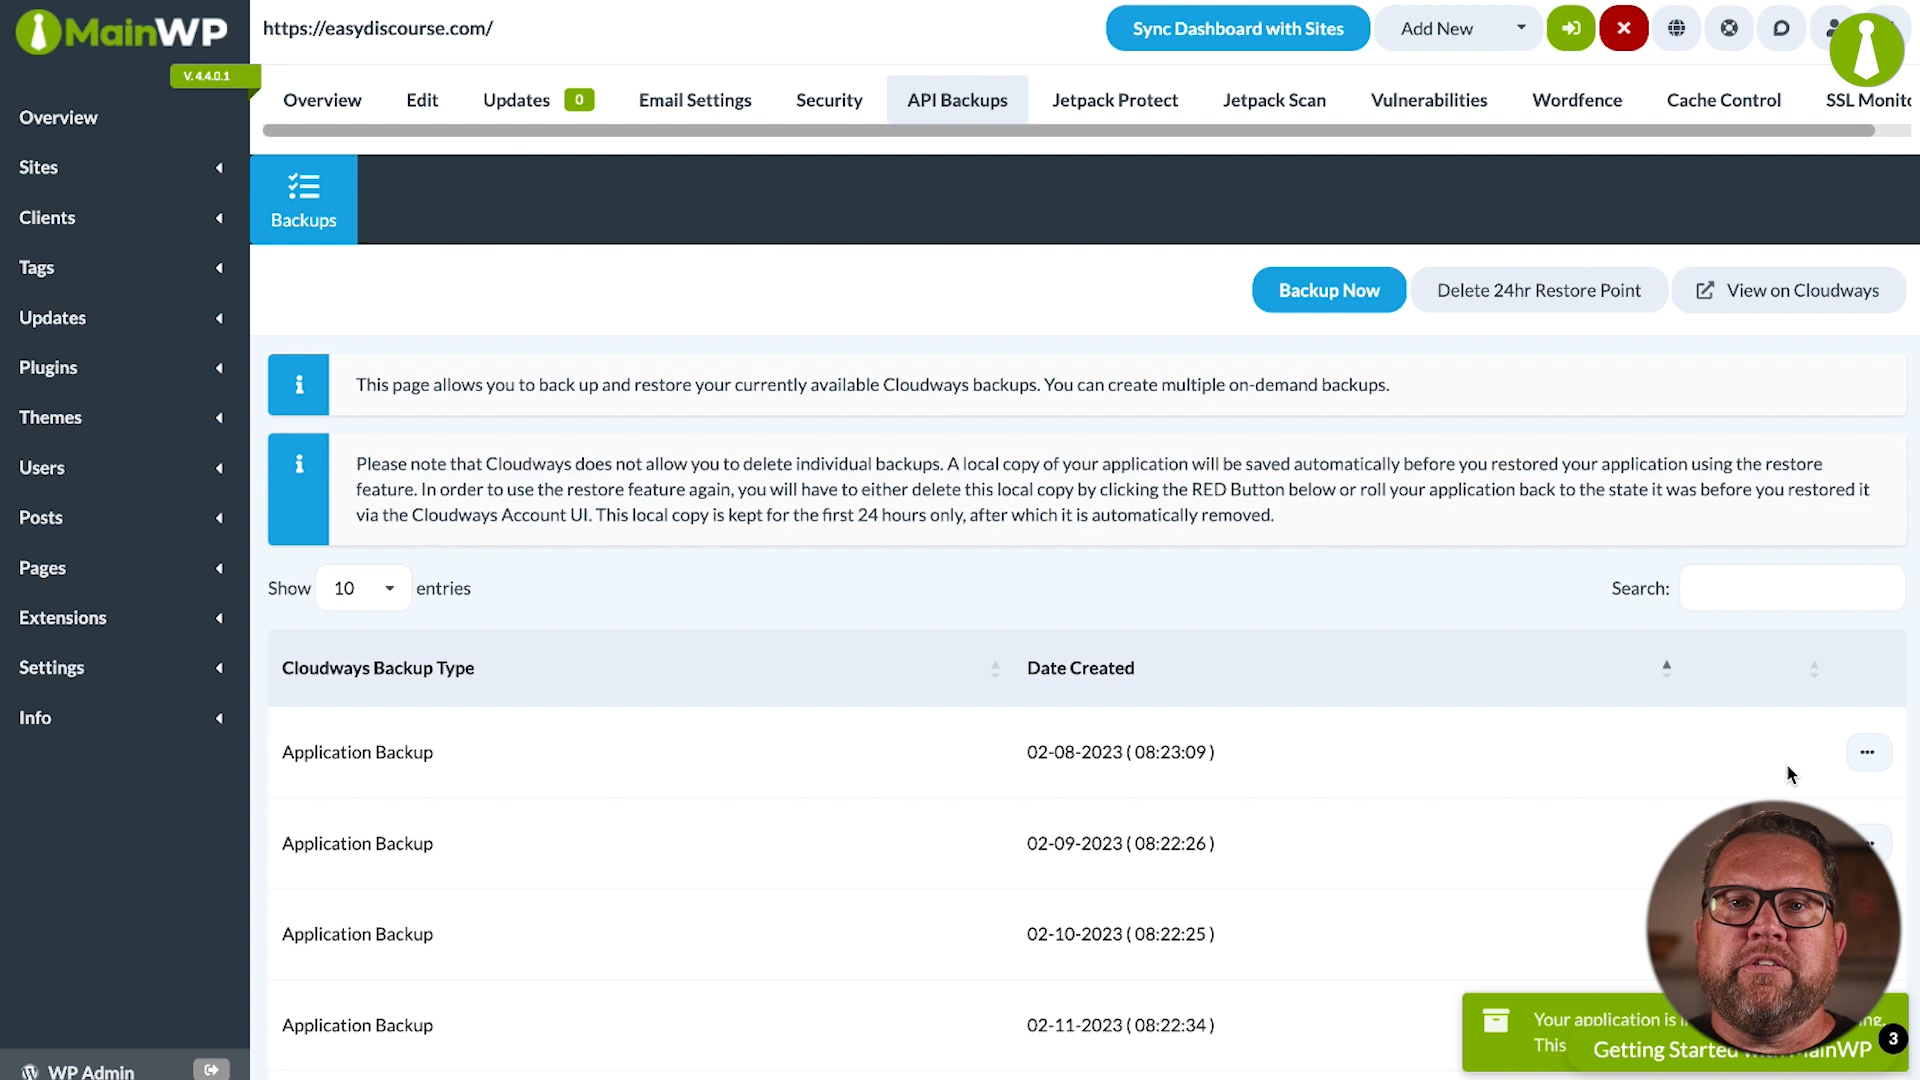 MainWP
V. 4.4.0.1
https://easydiscourse.com/
Sync Dashboard with Sites
Add New
Overview
Edit
Updates 0
Email Settings
Security
API Backups
Jetpack Protect
Jetpack Scan
Vulnerabilities
Wordfence
Cache Control
SSL Monito
Overview
Sites
Clients
Tags
Updates
Plugins
Themes
Users
Posts
Pages
Extensions
Settings
Info
WP Admin
Backups
Backup Now
Delete 24hr Restore Point
View on Cloudways
This page allows you to back up and restore your currently available Cloudways backups. You can create multiple on-demand backups.
Please note that Cloudways does not allow you to delete individual backups. A local copy of your application will be saved automatically before you restored your application using the restore
feature. In order to use the restore feature again, you will have to either delete this local copy by clicking the RED Button below or roll your application back to the state it was before you restored it
via the Cloudways Account UI. This local copy is kept for the first 24 hours only, after which it is automatically removed.
Show 10 entries
Search:
Cloudways Backup Type
Date Created
Application Backup
02-08-2023 ( 08:23:09 )
Application Backup
02-09-2023 ( 08:22:26 )
Application Backup
02-10-2023 ( 08:22:25 )
Application Backup
02-11-2023 ( 08:22:34 )
Your application is
This
Getting Started MainWP
3